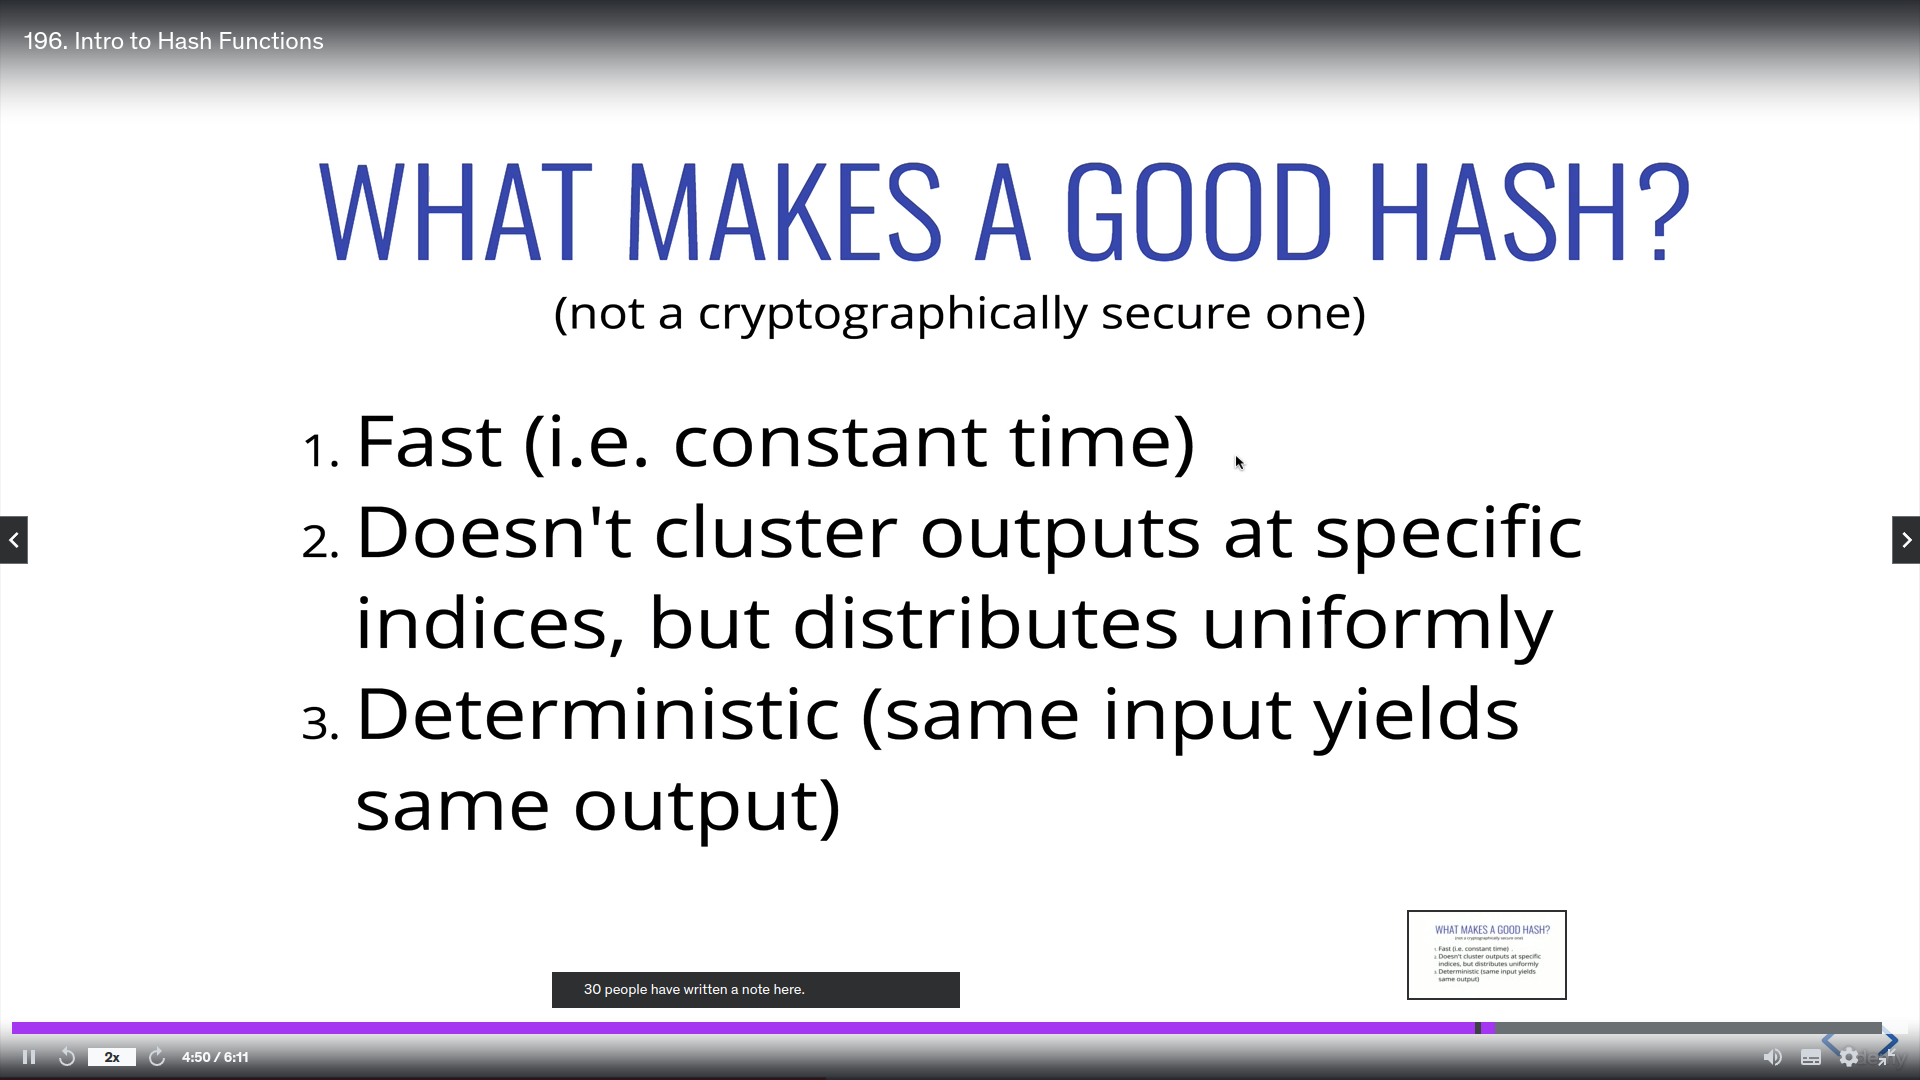 196. Intro to Hash Functions
WHAT MAKES A GOOD HASH?
(not a cryptographically secure one)
1. Fast (i.e. constant time)
2. Doesn't cluster outputs at specific
indices, but distributes uniformly
3. Deterministic (same input yields
same output)
WHAT MAKES A GOOD HASH?
(not a cryptographically secure one)
1. Fast (i.e. constant time)
2. Doesn't cluster outputs at specific
indices, but distributes uniformly
3. Deterministic (same input yields
same output)
30 people have written a note here.
2x
4:50 / 6:11